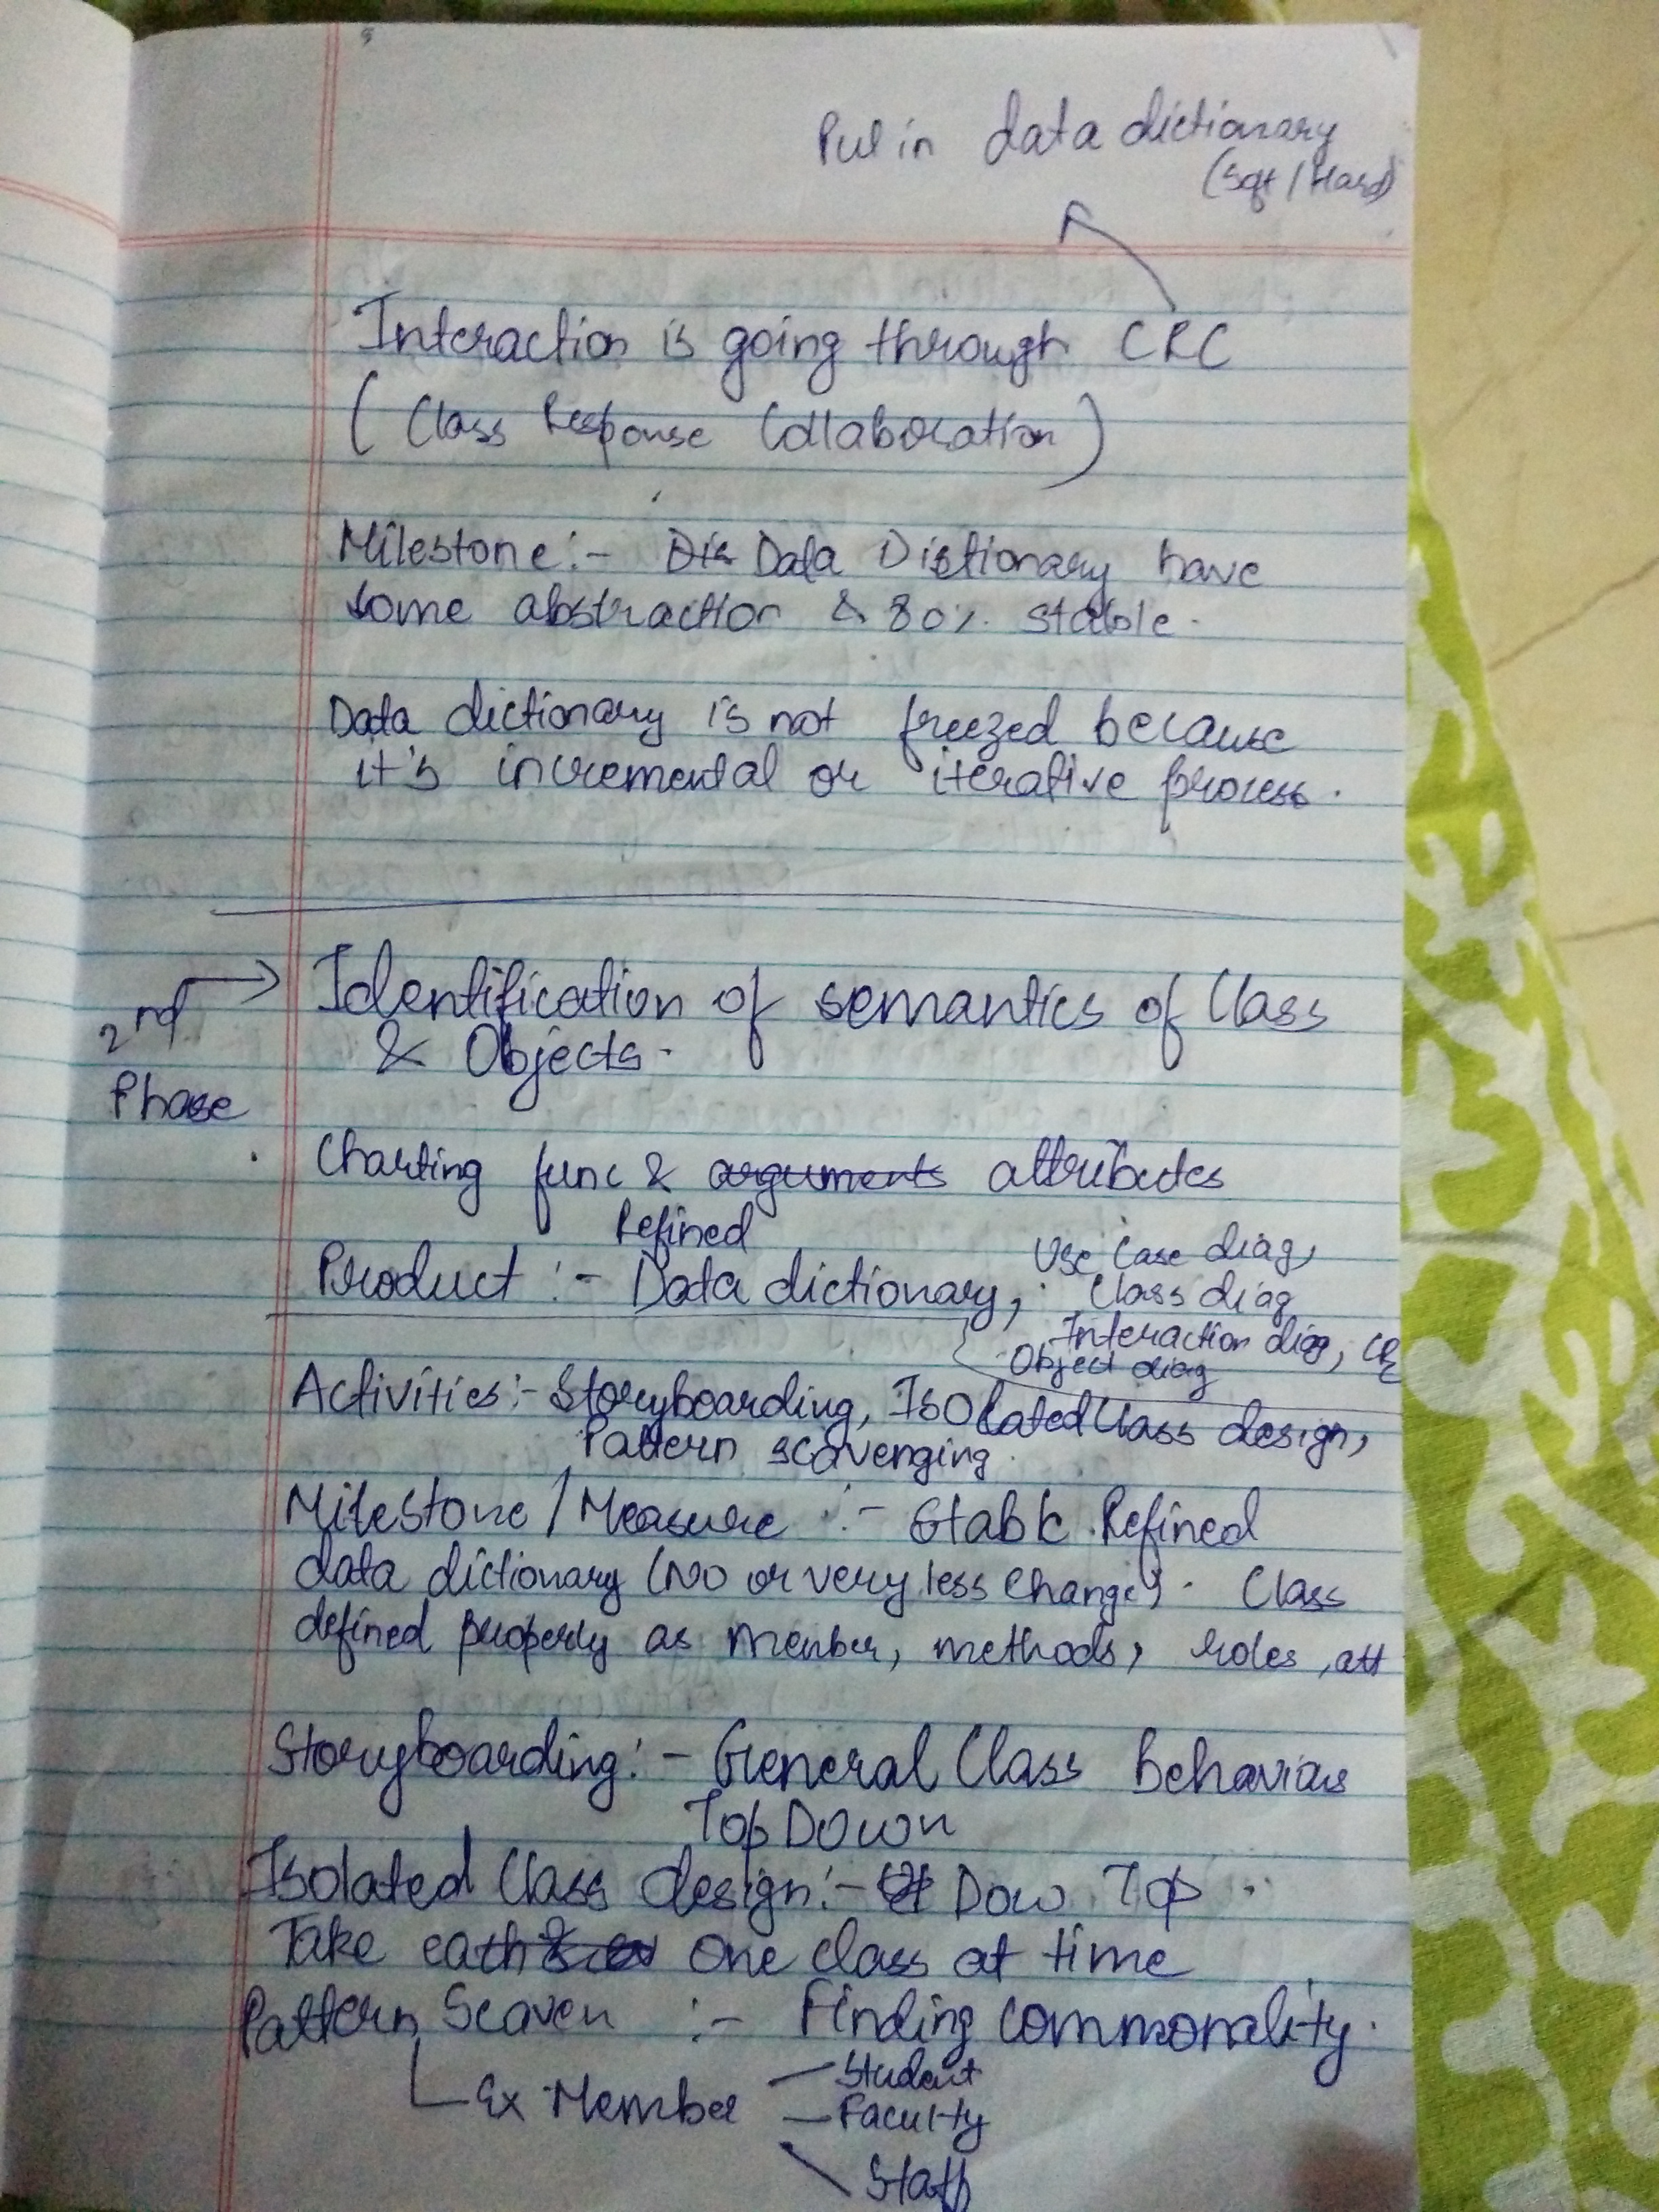 Put in data dictionary
(Soft / Hard)
Interaction is going through CRC
( Class Response Collaboration )
Milestone :- Dis Data Dictionary have
some abstraction & 80% stable.
Data dictionary is not freezed because
it's incremental or iterative process.
2nd
Phase
Identification of semantics of Class
& Objects.
Charting func & arguments attributes
Refined
Product :- Data dictionary, Use Case diag,
Class diag
Interaction diag, CRC
Object diag
Activities :- Storyboarding, Isolated Class design,
Pattern scavenging.
Milestone / Measure :- Stable Refined
data dictionary (No or very less change). Class
defined properly as member, methods, roles, att
Storyboarding :- General Class Behaviour
Top Down
Isolated Class design :- Dow Top.
Take each & One class at time
Pattern Scaven :- Finding commonality.
Ex Member
Student
Faculty
Staff